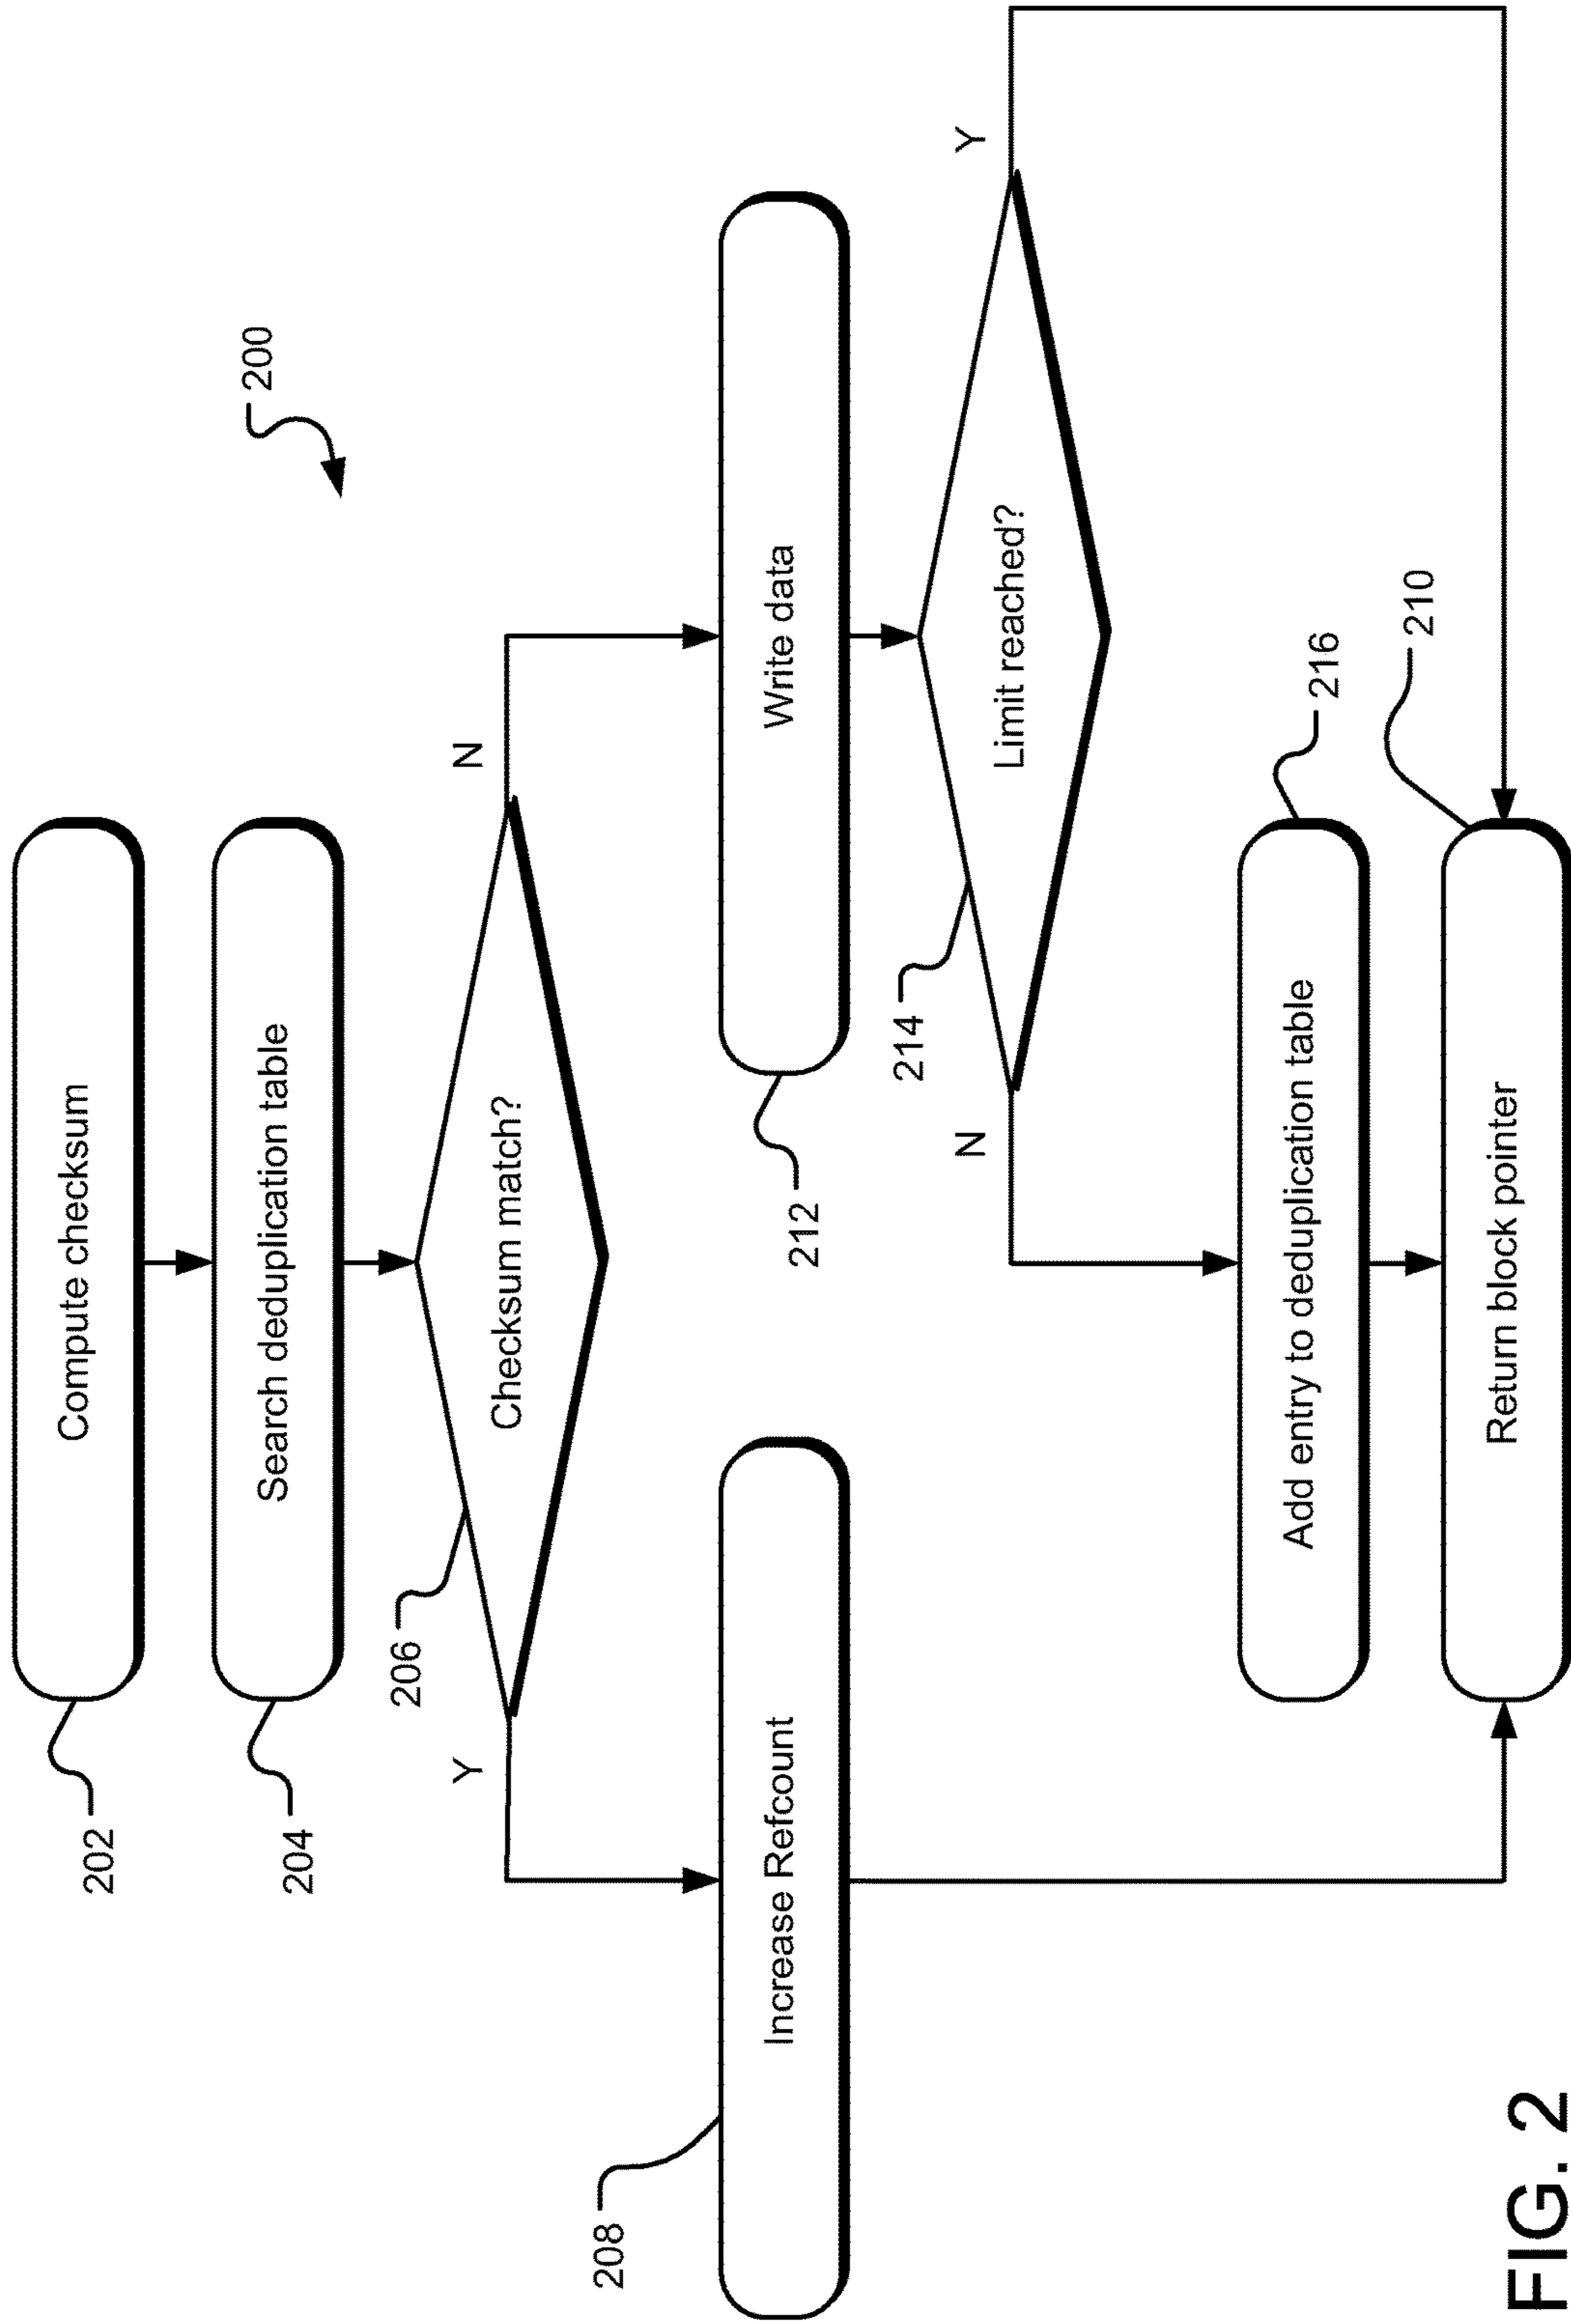 200
202
Compute checksum
204
Search deduplication table
206
Checksum match?
Y
N
208
Increase Refcount
212
Write data
214
Limit reached?
N
Y
216
Add entry to deduplication table
210
Return block pointer
FIG. 2